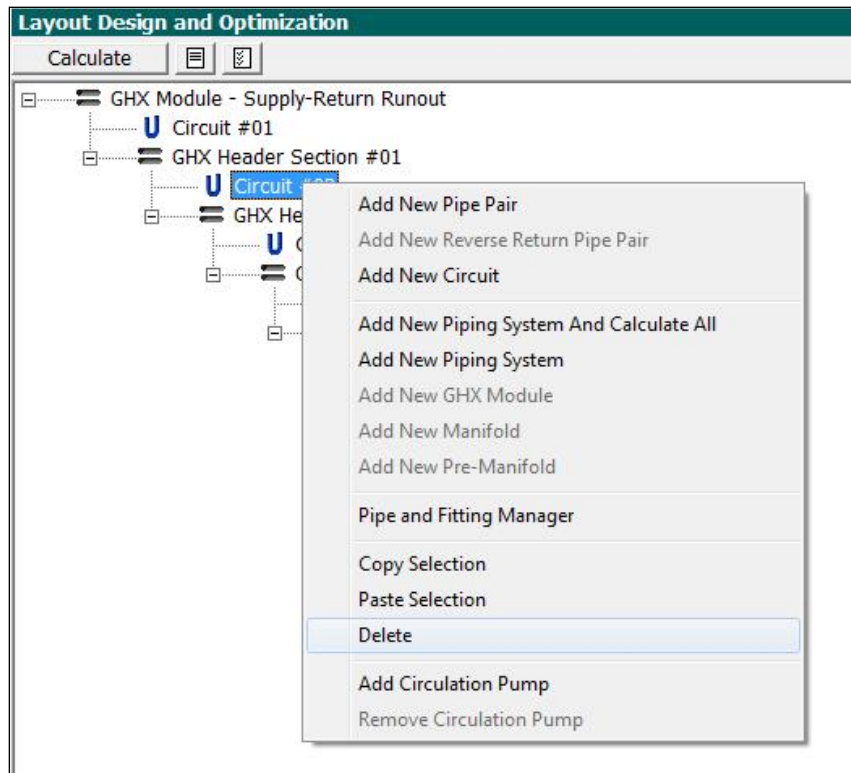 Layout Design and Optimization
Calculate
GHX Module - Supply-Return Runout
Circuit #01
GHX Header Section #01
Circuit
GHX He
Add New Pipe Pair
Add New Reverse Return Pipe Pair
Add New Circuit
Add New Piping System And Calculate All
Add New Piping System
Add New GHX Module
Add New Manifold
Add New Pre-Manifold
Pipe and Fitting Manager
Copy Selection
Paste Selection
Delete
Add Circulation Pump
Remove Circulation Pump